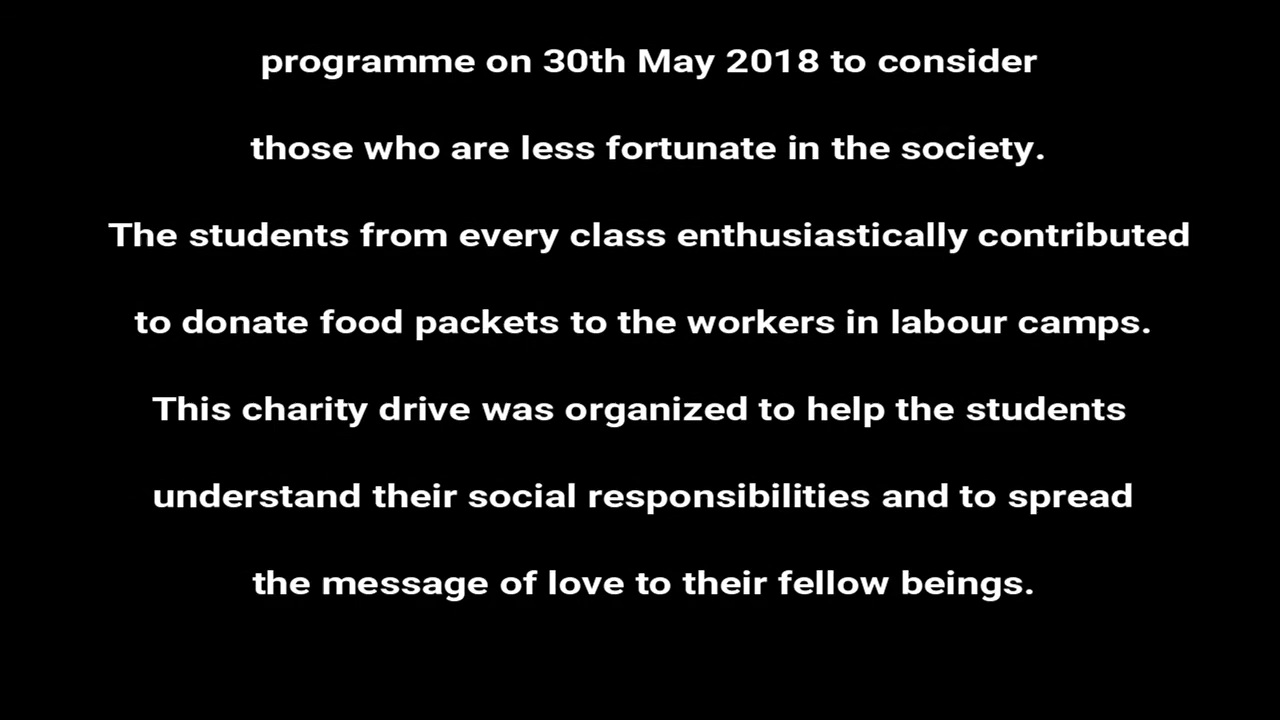 programme on 30th May 2018 to consider
those who are less fortunate in the society.
The students from every class enthusiastically contributed
to donate food packets to the workers in labour camps.
This charity drive was organized to help the students
understand their social responsibilities and to spread
the message of love to their fellow beings.